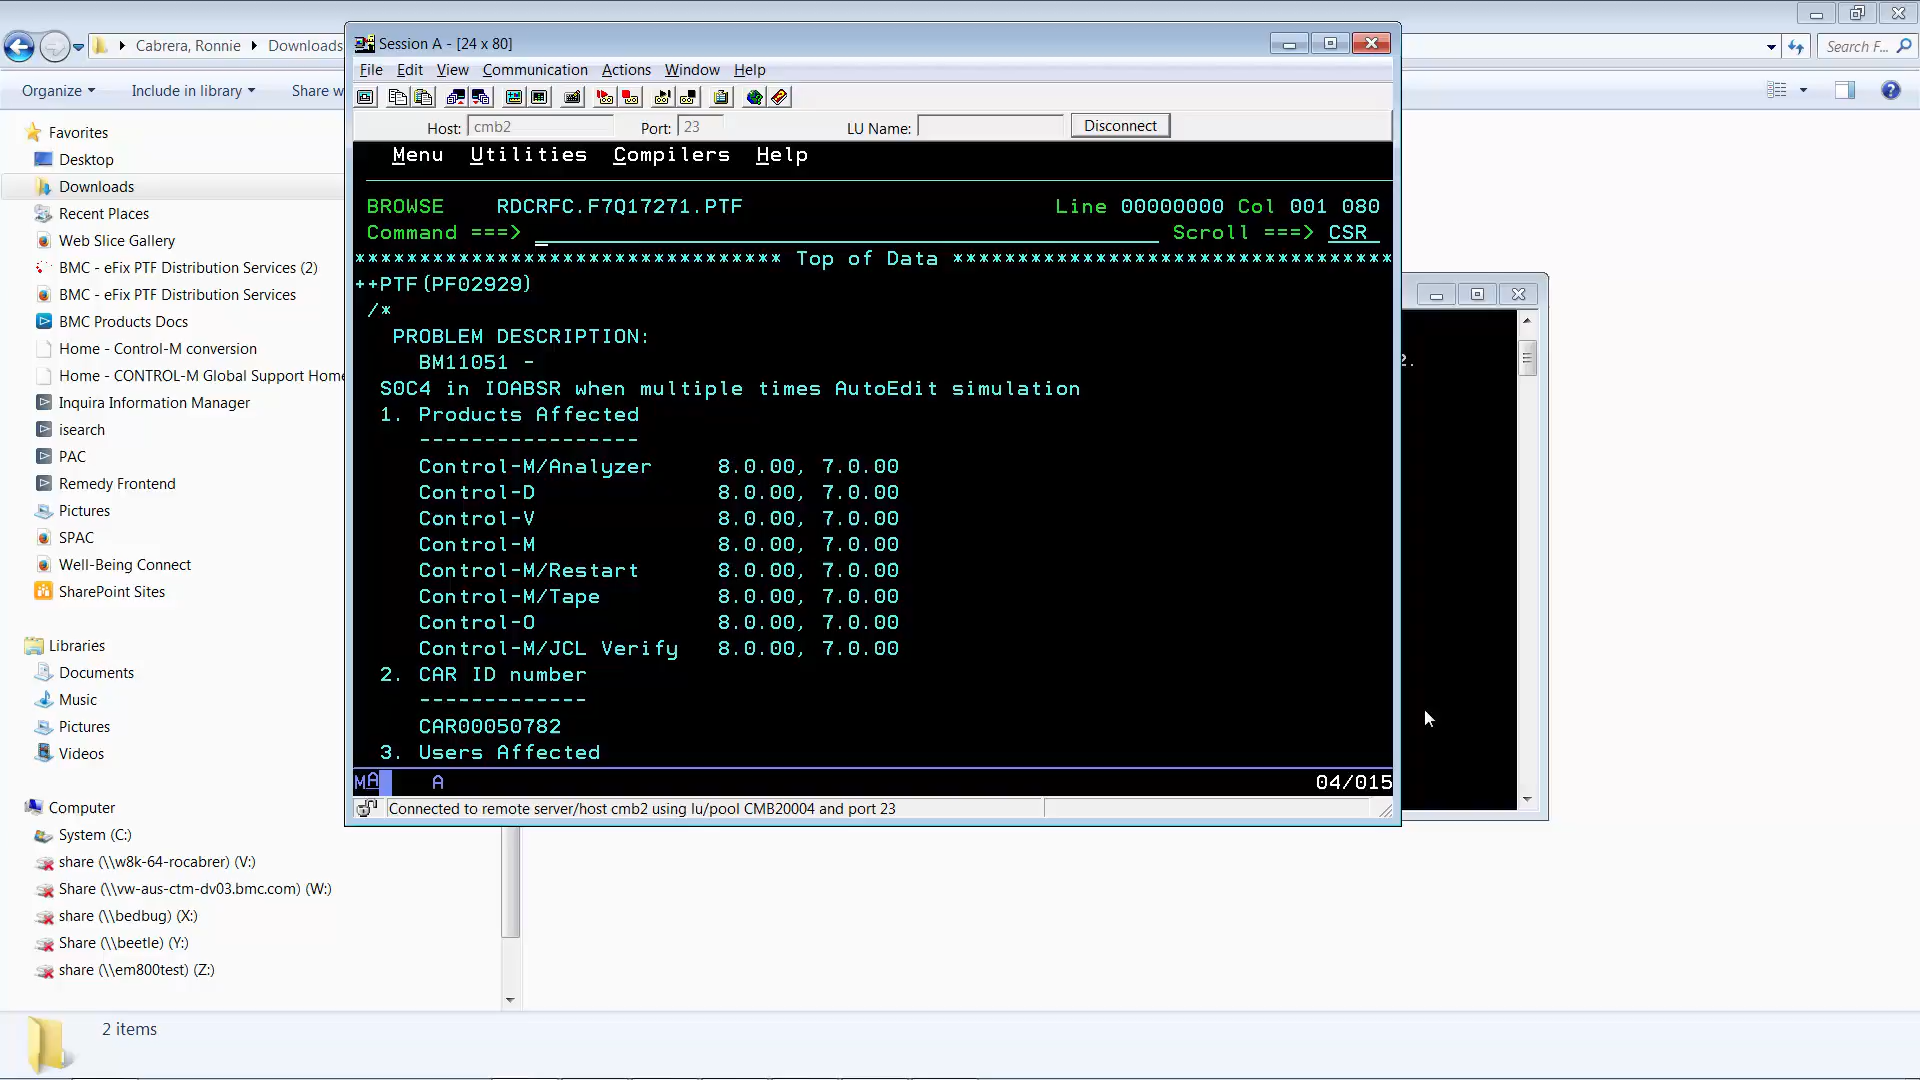 Cabrera, Ronnie Downloads
Search F...
Organize Include in library Share w
Favorites
Desktop
Downloads
Recent Places
Web Slice Gallery
BMC - eFix PTF Distribution Services (2)
BMC - eFix PTF Distribution Services
BMC Products Docs
Home - Control-M conversion
Home - CONTROL-M Global Support Home
Inquira Information Manager
isearch
PAC
Remedy Frontend
Pictures
SPAC
Well-Being Connect
SharePoint Sites
Libraries
Documents
Music
Pictures
Videos
Computer
System (C:)
share (\\w8k-64-rocabrer) (V:)
Share (\\vw-aus-ctm-dv03.bmc.com) (W:)
share (\\bedbug) (X:)
Share (\\beetle) (Y:)
share (\\em800test) (Z:)
2 items
Session A - [24 x 80]
File Edit View Communication Actions Window Help
Host: cmb2 Port: 23 LU Name: Disconnect
Menu Utilities Compilers Help
BROWSE RDCRFC.F7Q17271.PTF Line 00000000 Col 001 080
Command ===> Scroll ===> CSR
********************************* Top of Data **********************************
++PTF(PF02929)
/*
PROBLEM DESCRIPTION:
BM11051 -
S0C4 in IOABSR when multiple times AutoEdit simulation
1. Products Affected
-----------------
Control-M/Analyzer 8.0.00, 7.0.00
Control-D 8.0.00, 7.0.00
Control-V 8.0.00, 7.0.00
Control-M 8.0.00, 7.0.00
Control-M/Restart 8.0.00, 7.0.00
Control-M/Tape 8.0.00, 7.0.00
Control-O 8.0.00, 7.0.00
Control-M/JCL Verify 8.0.00, 7.0.00
2. CAR ID number
-------------
CAR00050782
3. Users Affected
MA A 04/015
Connected to remote server/host cmb2 using lu/pool CMB20004 and port 23
2.